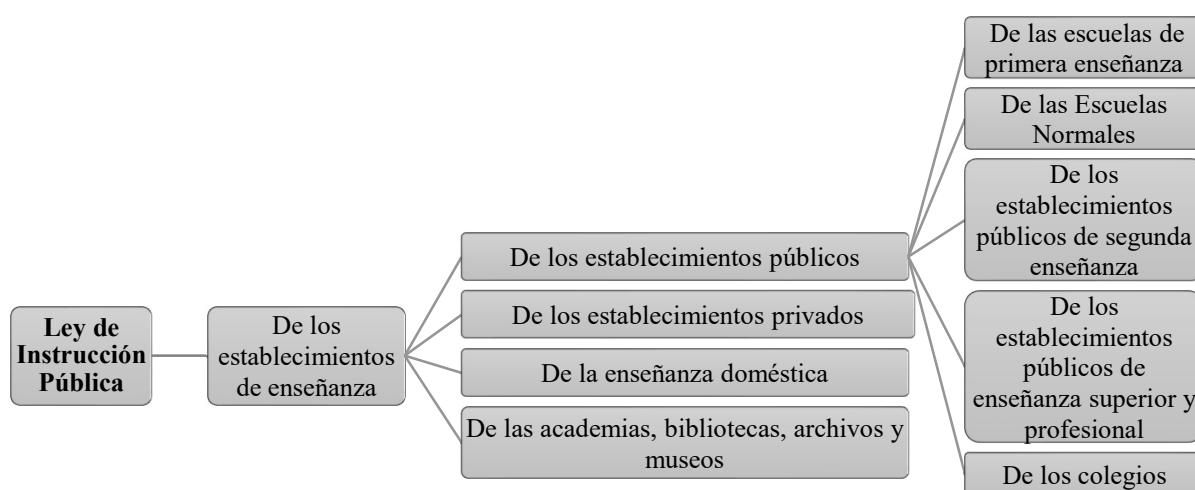 Ley de
Instrucción
Pública
De los
establecimientos
de enseñanza
De los establecimientos públicos
De los establecimientos privados
De la enseñanza doméstica
De las academias, bibliotecas, archivos y
museos
De las escuelas de
primera enseñanza
De las Escuelas
Normales
De los
establecimientos
públicos de segunda
enseñanza
De los
establecimientos
públicos de
enseñanza superior y
profesional
De los colegios